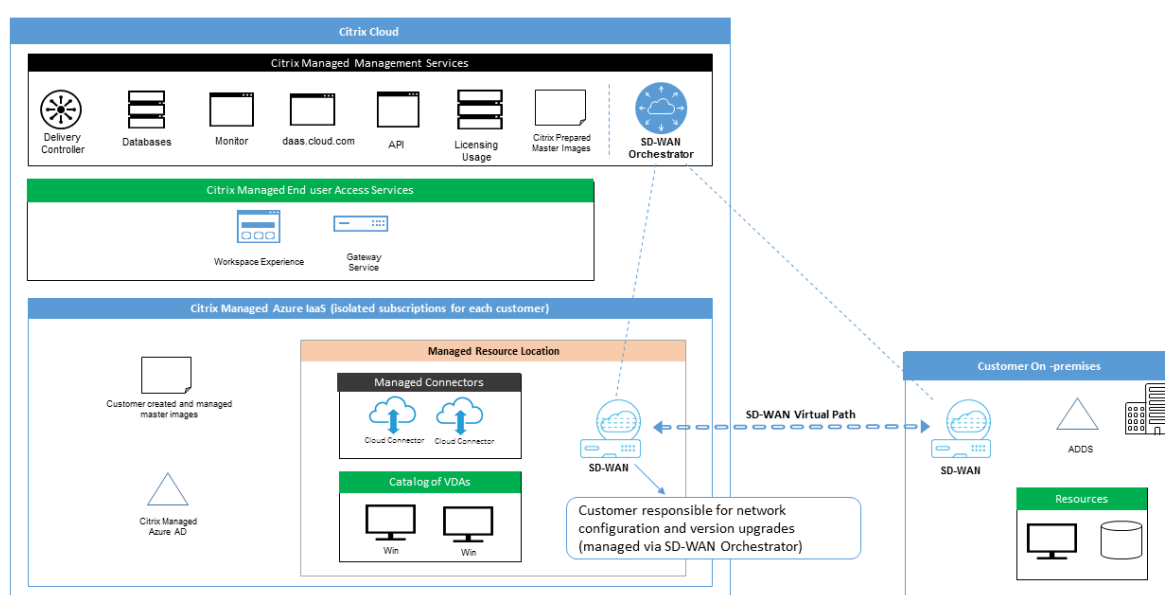 Citrix Cloud
Citrix Managed Management Services
Delivery
Controller
Databases
Monitor
daas.cloud.com
API
Licensing
Usage
Citrix Prepared
Master Images
SD-WAN
Orchestrator
Citrix Managed End user Access Services
Workspace Experience
Gateway
Service
Citrix Managed Azure IaaS (isolated subscriptions for each customer)
Customer created and managed
master images
Citrix Managed
Azure AD
Managed Resource Location
Managed Connectors
Cloud Connector
Cloud Connector
Catalog of VDAs
Win
Win
SD-WAN
Customer responsible for network
configuration and version upgrades
(managed via SD-WAN Orchestrator)
SD-WAN Virtual Path
Customer On -premises
SD-WAN
ADDS
Resources